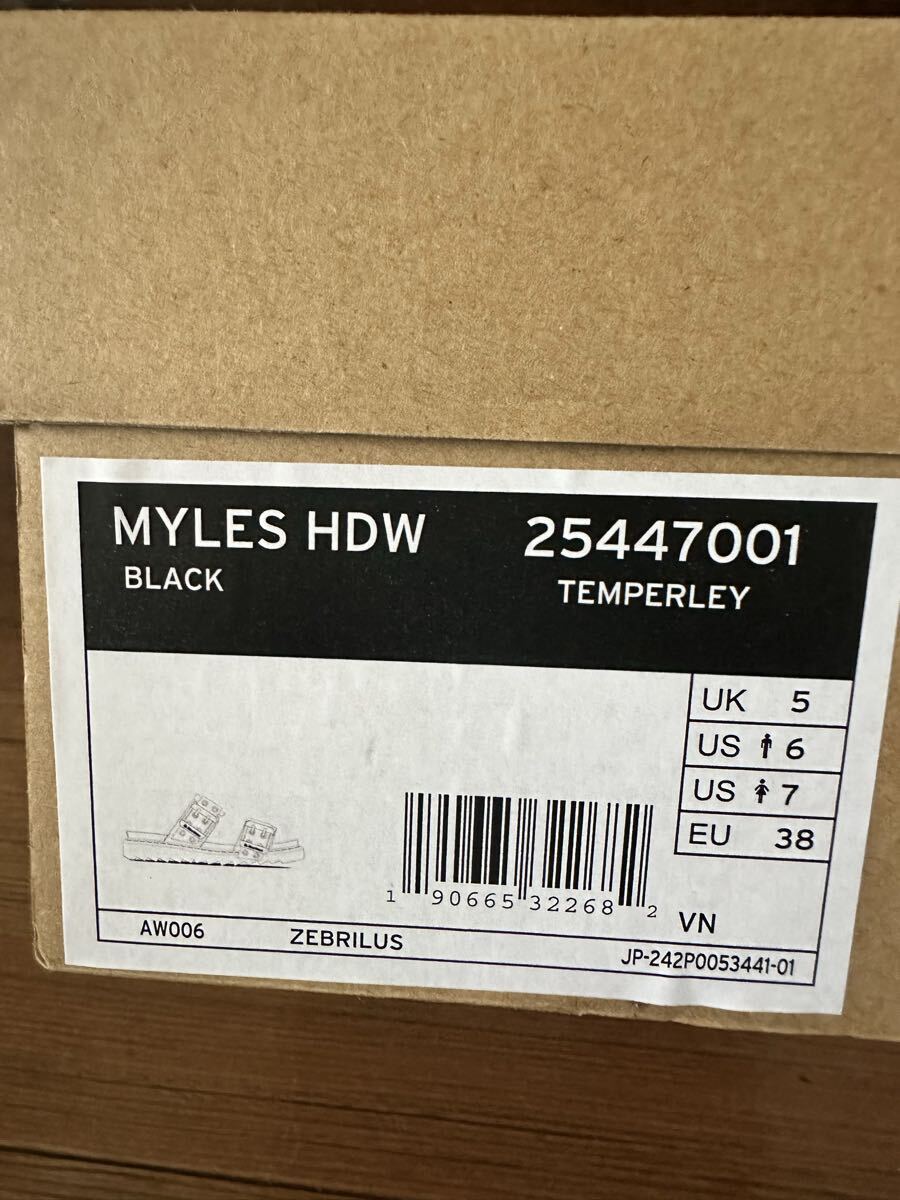 MYLES HDW 25447001
BLACK TEMPERLEY
UK 5
US 6
US 7
EU 38
1 90665 32268 2
VN
AW006 ZEBRILUS JP-242P0053441-01